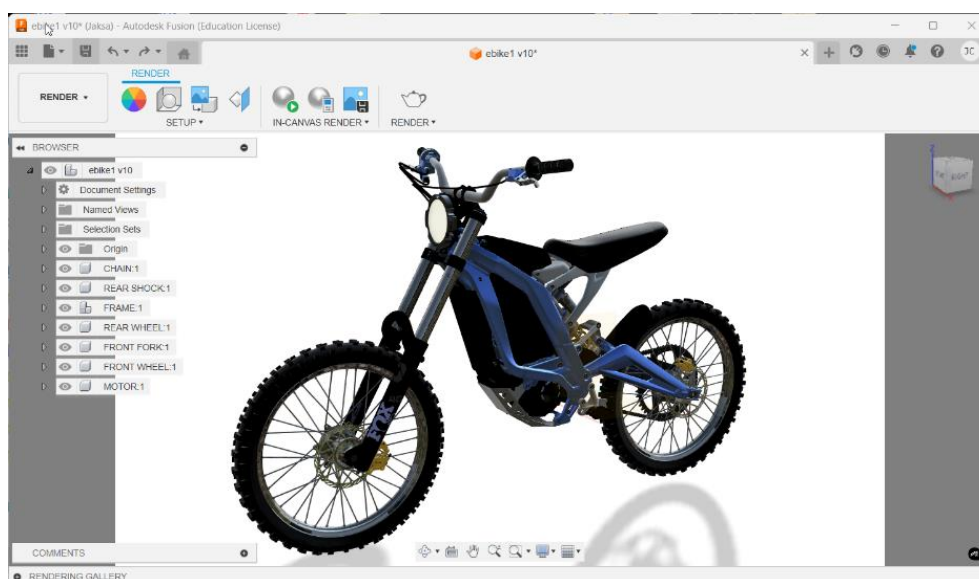 ebike1 v10* (Jaksa) - Autodesk Fusion (Education License)
ebike1 v10*
JC
RENDER
RENDER
SETUP
IN-CANVAS RENDER
RENDER
BROWSER
ebike1 v10
Document Settings
Named Views
Selection Sets
Origin
CHAIN:1
REAR SHOCK:1
FRAME:1
REAR WHEEL:1
FRONT FORK:1
FRONT WHEEL:1
MOTOR:1
Z
RIGHT
FOX
COMMENTS
RENDERING GALLERY